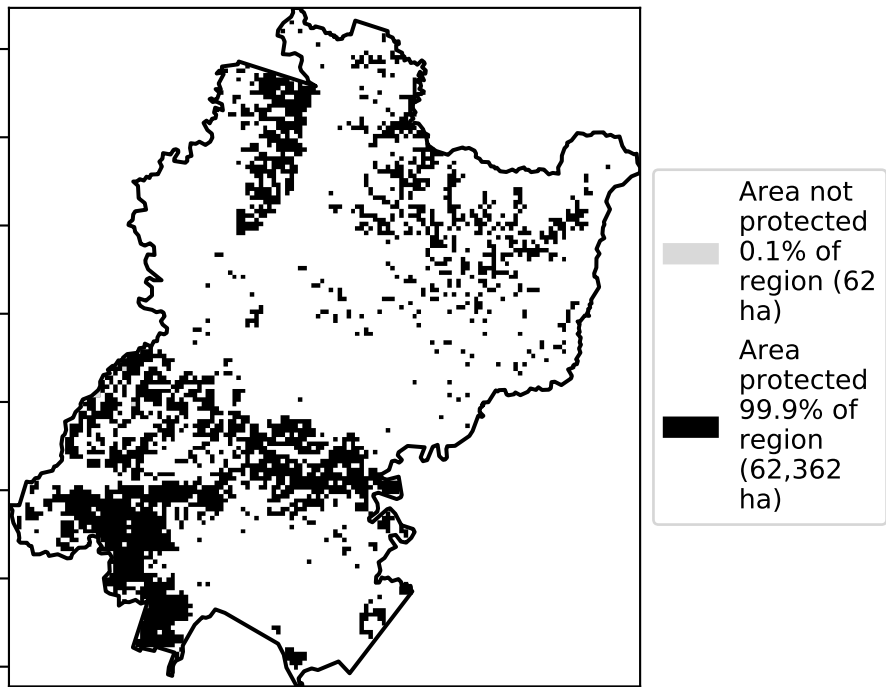 Area not
protected
0.1% of
region (62
ha)
Area
protected
99.9% of
region
(62,362
ha)